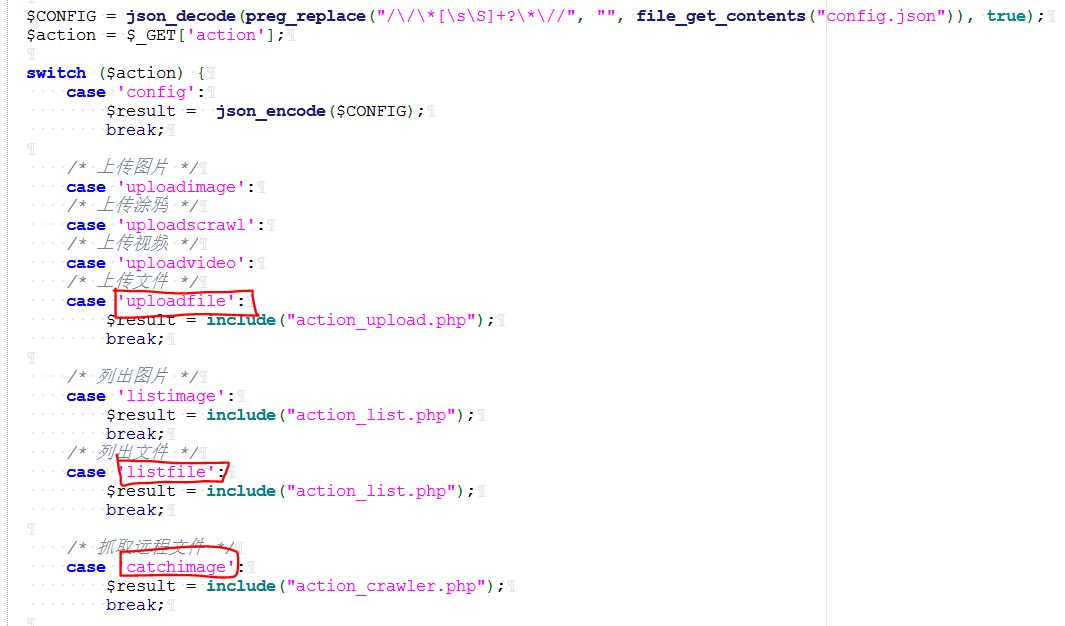 $CONFIG = json_decode(preg_replace("/\/\*[\s\S]+?\*\//", "", file_get_contents("config.json")), true);
$action = $_GET['action'];
switch ($action) {
case 'config':
$result =  json_encode($CONFIG);
break;
/* 上传图片 */
case 'uploadimage':
/* 上传涂鸦 */
case 'uploadscrawl':
/* 上传视频 */
case 'uploadvideo':
/* 上传文件 */
case 'uploadfile':
$result = include("action_upload.php");
break;
/* 列出图片 */
case 'listimage':
$result = include("action_list.php");
break;
/* 列出文件 */
case 'listfile':
$result = include("action_list.php");
break;
/* 抓取远程文件 */
case 'catchimage':
$result = include("action_crawler.php");
break;